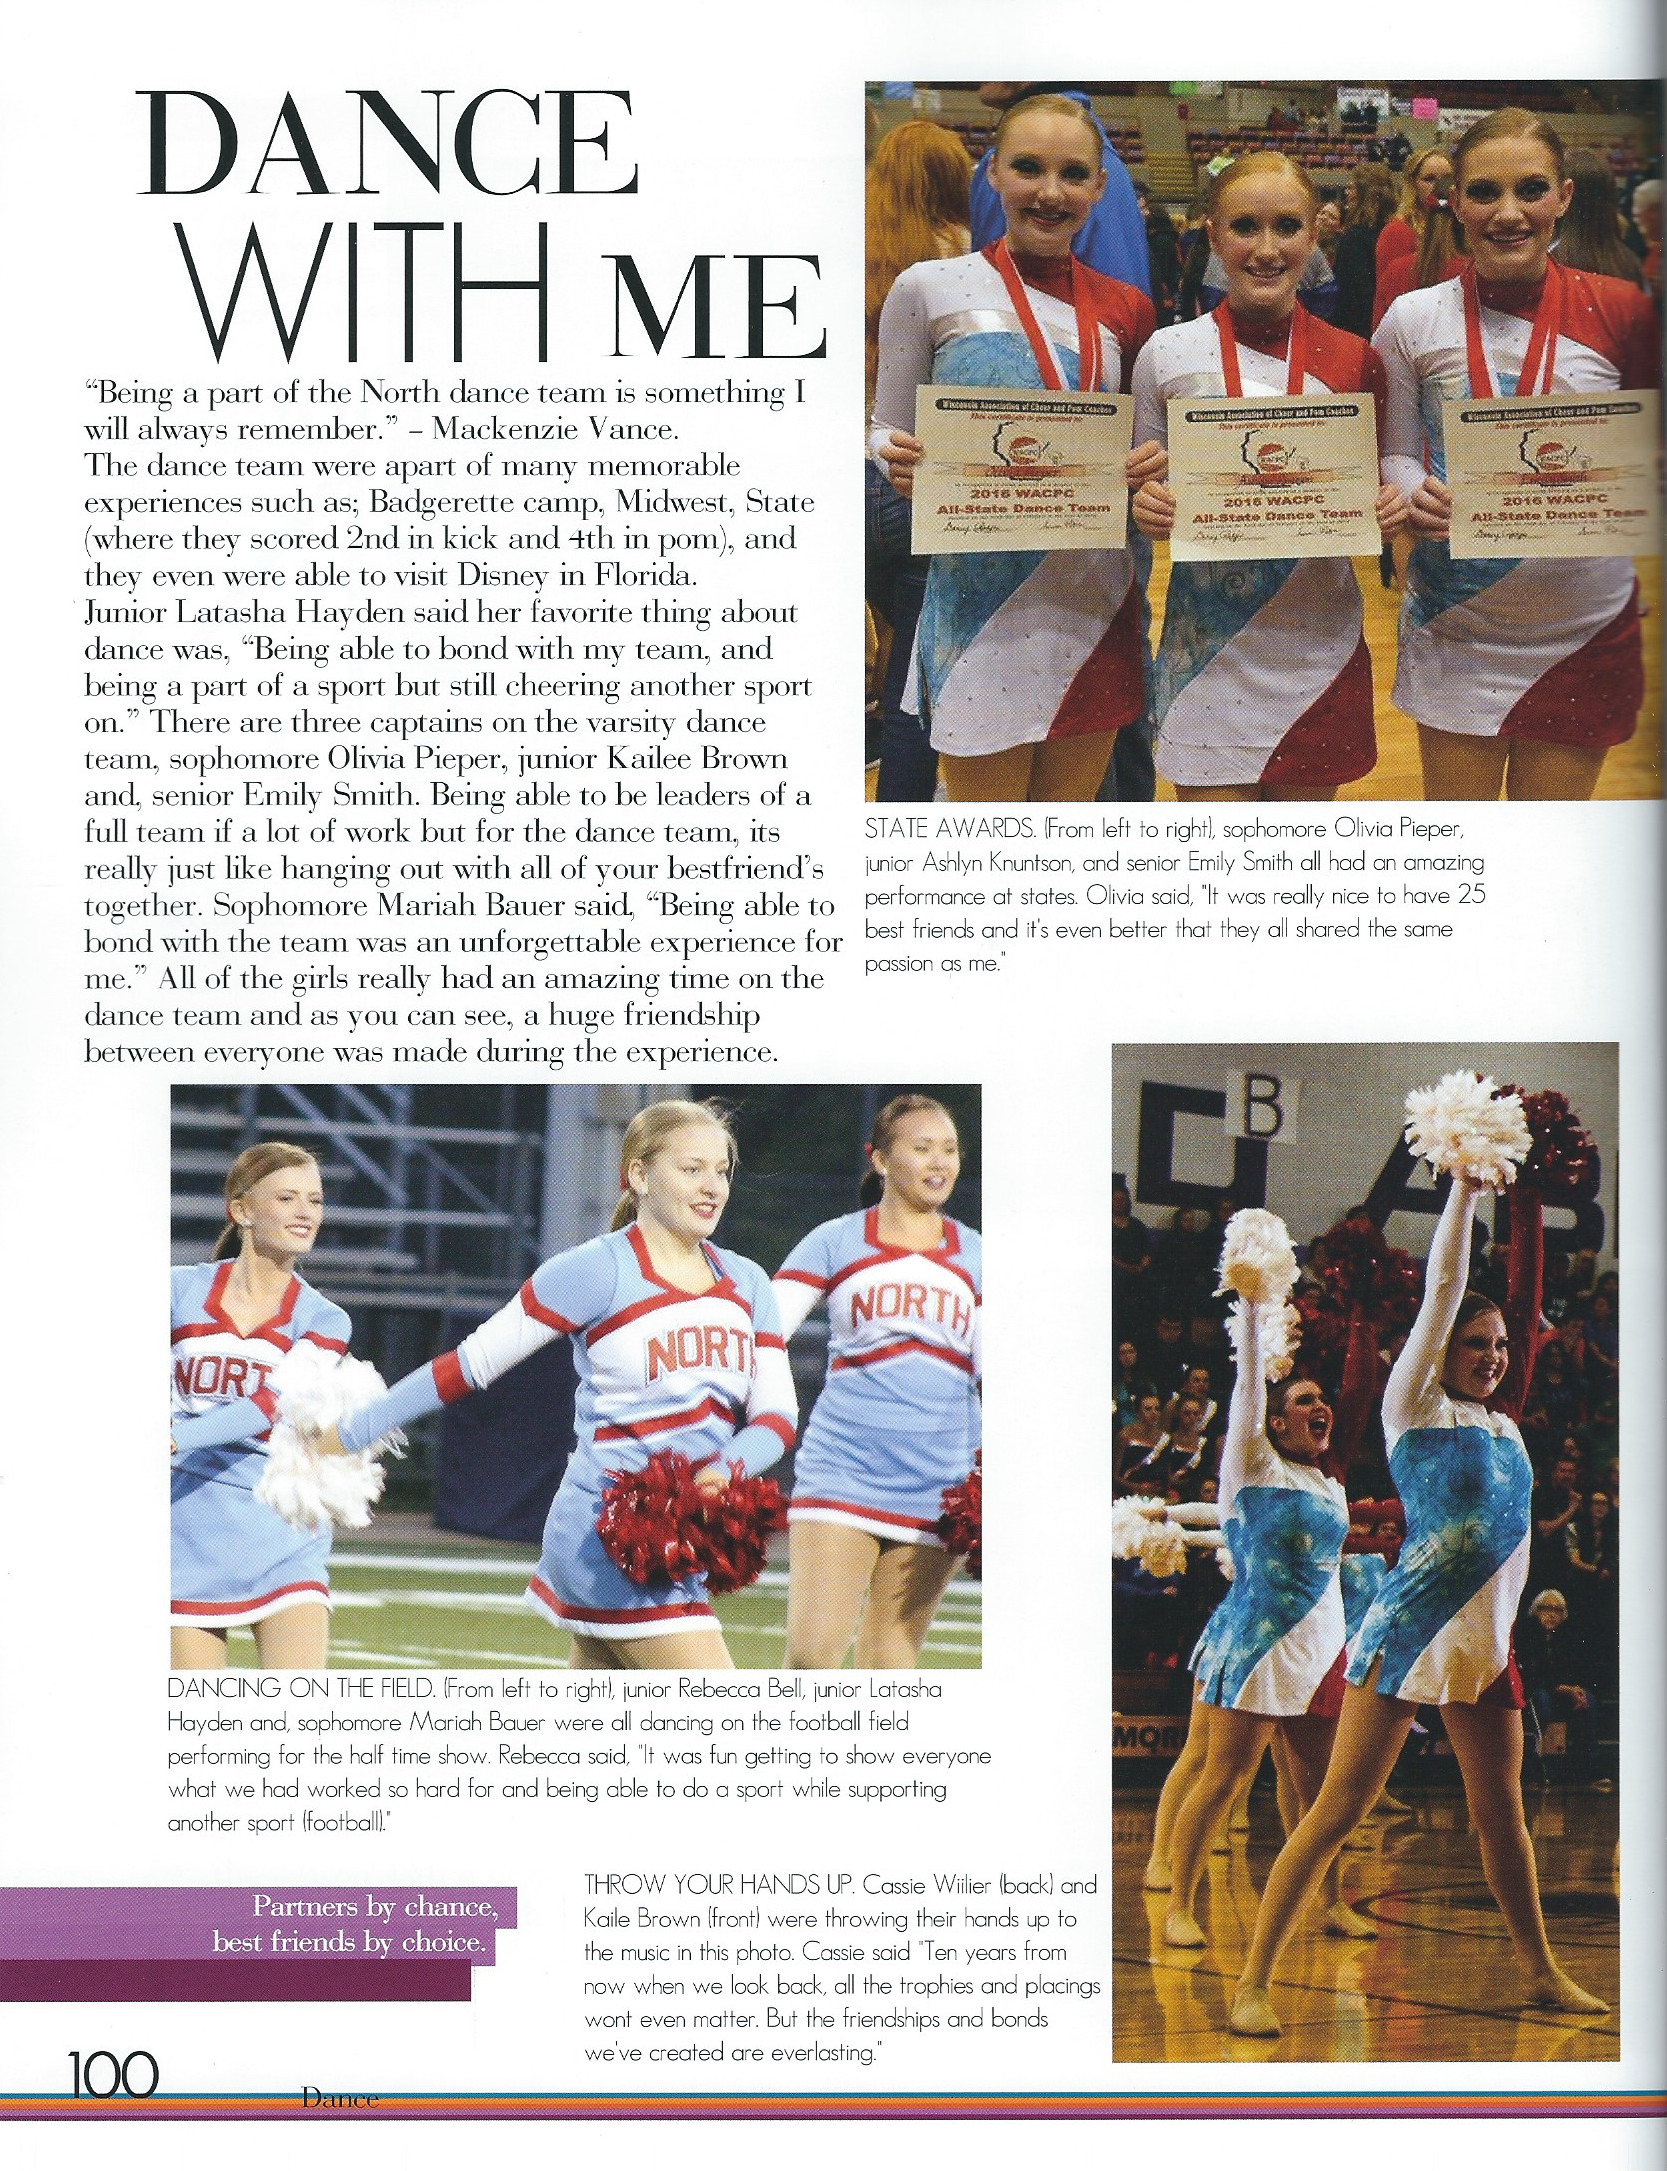 DANCE
WITH ME
“Being a part of the North dance team is something I
will always remember.” – Mackenzie Vance.
The dance team were apart of many memorable
experiences such as; Badgerette camp, Midwest, State
(where they scored 2nd in kick and 4th in pom), and
they even were able to visit Disney in Florida.
Junior Latasha Hayden said her favorite thing about
dance was, “Being able to bond with my team, and
being a part of a sport but still cheering another sport
on.” There are three captains on the varsity dance
team, sophomore Olivia Pieper, junior Kailee Brown
and, senior Emily Smith. Being able to be leaders of a
full team if a lot of work but for the dance team, its
really just like hanging out with all of your bestfriend’s
together. Sophomore Mariah Bauer said, “Being able to
bond with the team was an unforgettable experience for
me.” All of the girls really had an amazing time on the
dance team and as you can see, a huge friendship
between everyone was made during the experience.
Wisconsin Association of Cheer and Pom Coaches
This certificate is presented to:
WACPC
2016 WACPC
All-State Dance Team
Wisconsin Association of Cheer and Pom Coaches
This certificate is presented to:
WACPC
2016 WACPC
All-State Dance Team
Wisconsin Association of Cheer and Pom Coaches
This certificate is presented to:
WACPC
2016 WACPC
All-State Dance Team
STATE AWARDS. (From left to right), sophomore Olivia Pieper,
junior Ashlyn Knuntson, and senior Emily Smith all had an amazing
performance at states. Olivia said, "It was really nice to have 25
best friends and it's even better that they all shared the same
passion as me."
NORT
NORTH
NORTH
B
DANCING ON THE FIELD. (From left to right), junior Rebecca Bell, junior Latasha
Hayden and, sophomore Mariah Bauer were all dancing on the football field
performing for the half time show. Rebecca said, "It was fun getting to show everyone
what we had worked so hard for and being able to do a sport while supporting
another sport (football)."
THROW YOUR HANDS UP. Cassie Wiilier (back) and
Kaile Brown (front) were throwing their hands up to
the music in this photo. Cassie said "Ten years from
now when we look back, all the trophies and placings
wont even matter. But the friendships and bonds
we've created are everlasting."
Partners by chance,
best friends by choice.
100
Dance